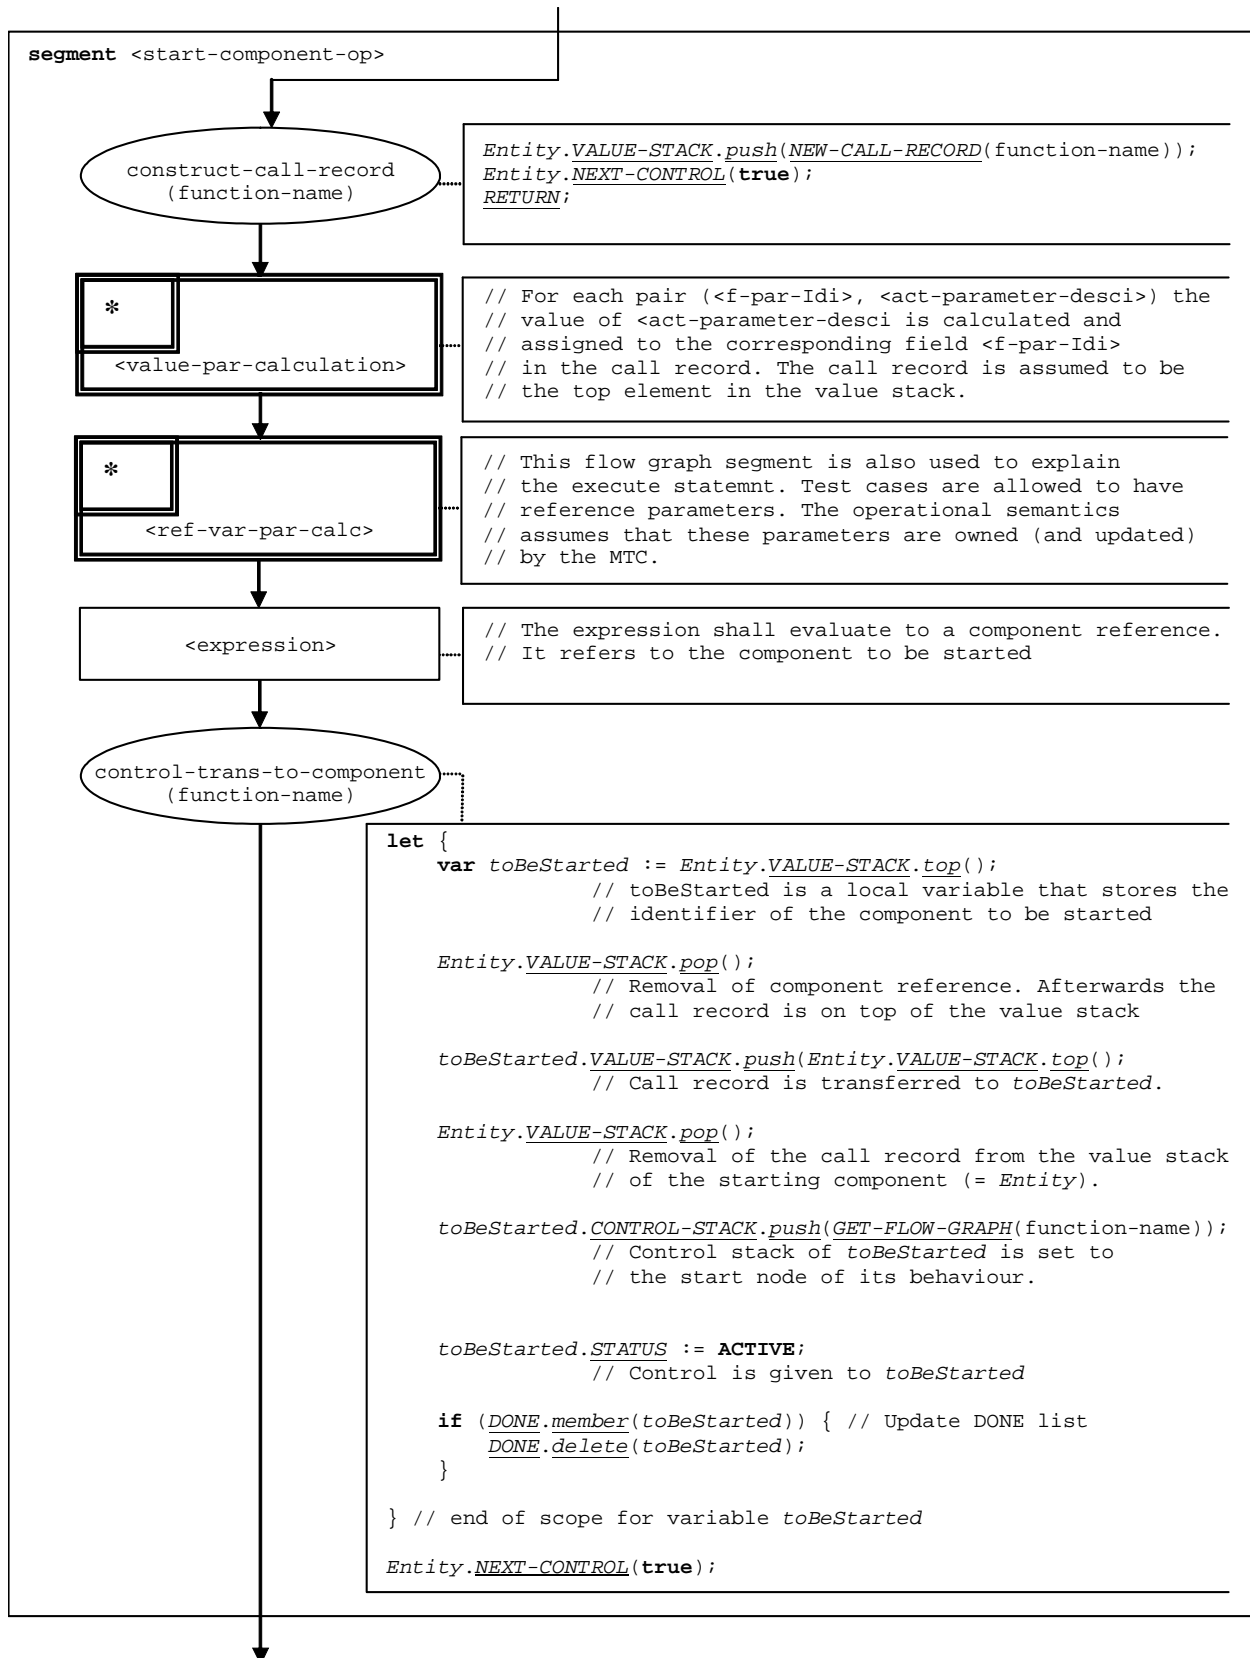 segment <start-component-op>
construct-call-record
(function-name)
Entity.VALUE-STACK.push(NEW-CALL-RECORD(function-name));
Entity.NEXT-CONTROL(true);
RETURN;
*
<value-par-calculation>
// For each pair (<f-par-Idi>, <act-parameter-desci>) the
// value of <act-parameter-desci is calculated and
// assigned to the corresponding field <f-par-Idi>
// in the call record. The call record is assumed to be
// the top element in the value stack.
*
<ref-var-par-calc>
// This flow graph segment is also used to explain
// the execute statemnt. Test cases are allowed to have
// reference parameters. The operational semantics
// assumes that these parameters are owned (and updated)
// by the MTC.
<expression>
// The expression shall evaluate to a component reference.
// It refers to the component to be started
control-trans-to-component
(function-name)
let {
var toBeStarted := Entity.VALUE-STACK.top();
// toBeStarted is a local variable that stores the
// identifier of the component to be started
Entity.VALUE-STACK.pop();
// Removal of component reference. Afterwards the
// call record is on top of the value stack
toBeStarted.VALUE-STACK.push(Entity.VALUE-STACK.top();
// Call record is transferred to toBeStarted.
Entity.VALUE-STACK.pop();
// Removal of the call record from the value stack
// of the starting component (= Entity).
toBeStarted.CONTROL-STACK.push(GET-FLOW-GRAPH(function-name));
// Control stack of toBeStarted is set to
// the start node of its behaviour.
toBeStarted.STATUS := ACTIVE;
// Control is given to toBeStarted
if (DONE.member(toBeStarted)) { // Update DONE list
DONE.delete(toBeStarted);
}
} // end of scope for variable toBeStarted
Entity.NEXT-CONTROL(true);